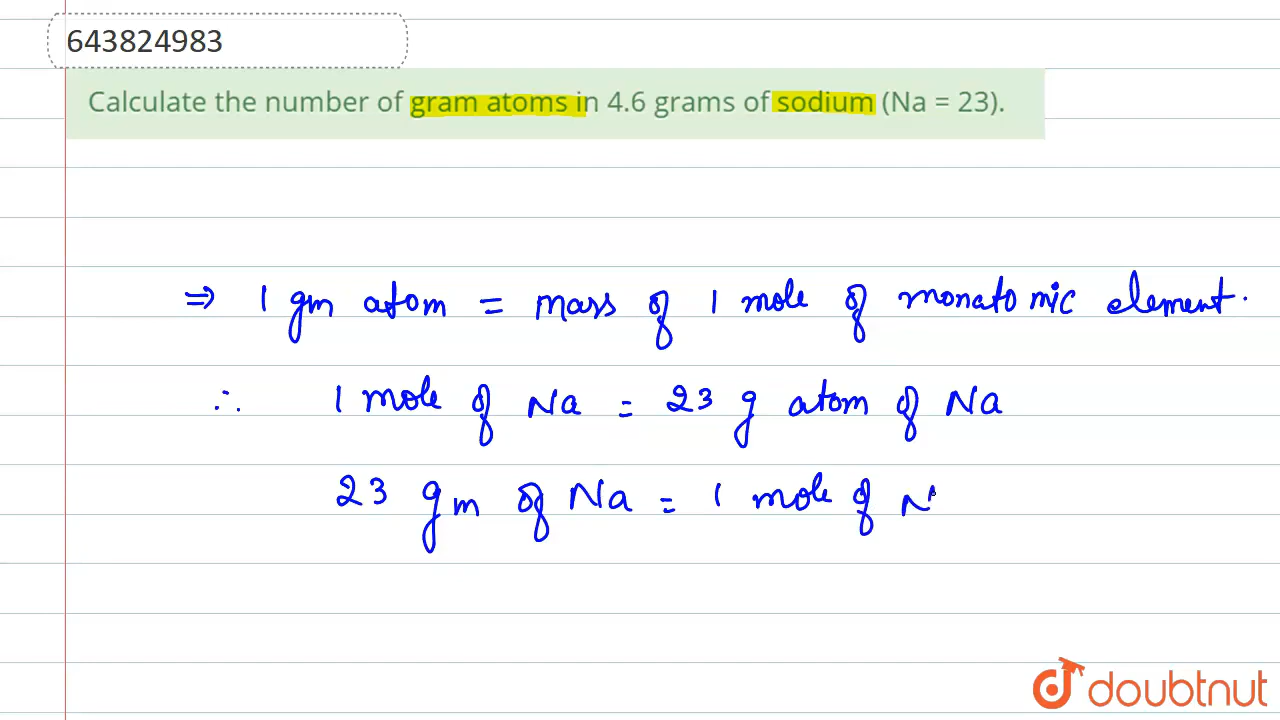 643824983
Calculate the number of gram atoms in 4.6 grams of sodium (Na = 23).
⇒ 1 gm atom = mass of 1 mole of monatomic element.
∴ 1 mole of Na = 23 g atom of Na
23 gm of Na = 1 mole of N
doubtnut